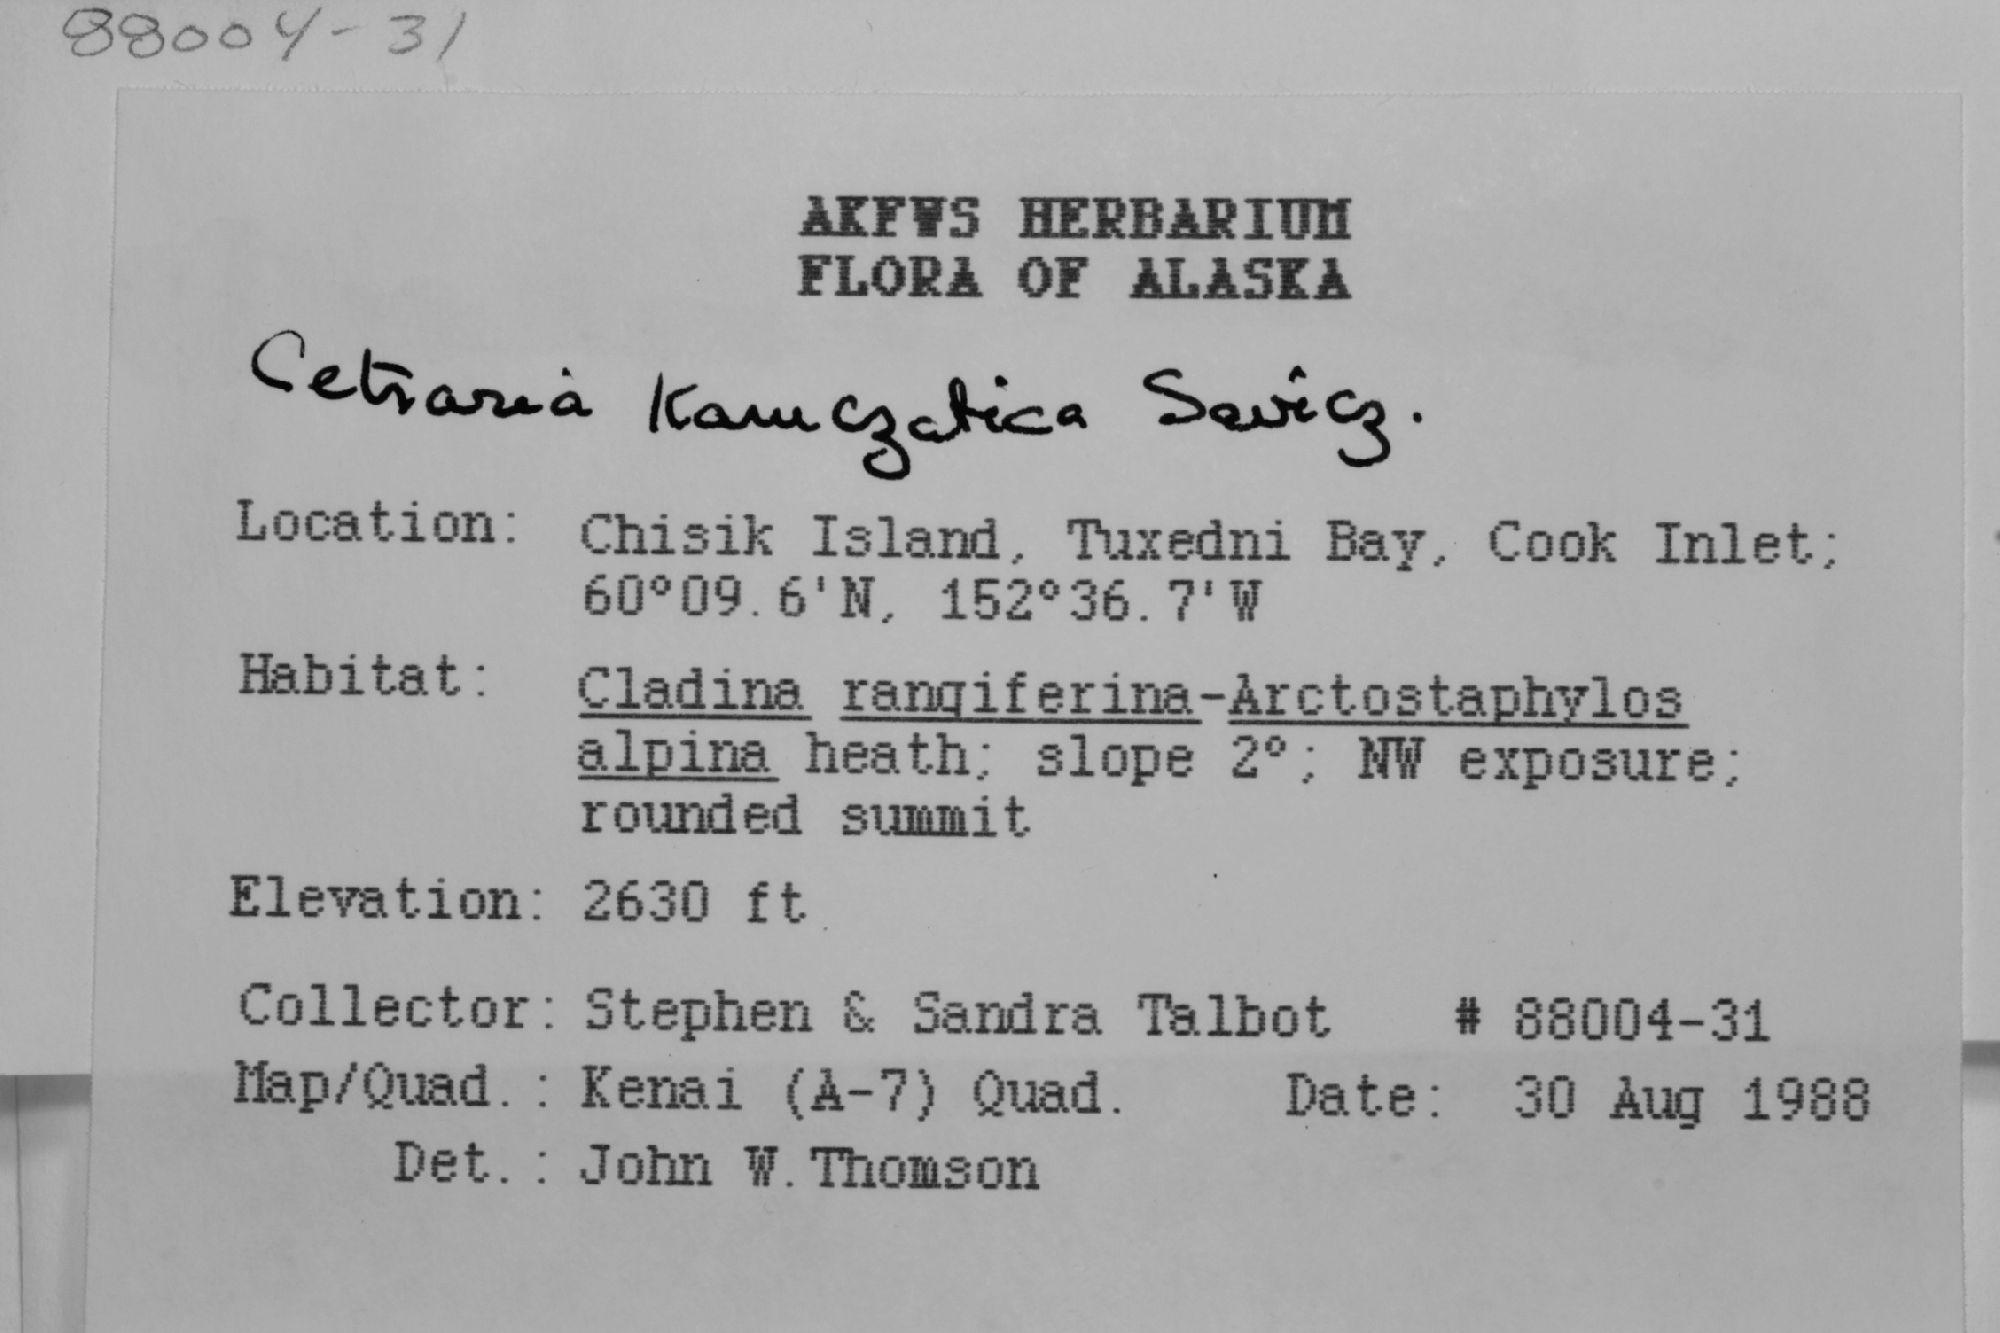 88004-31
AKFWS HERBARIUM
FLORA OF ALASKA
Cetraria Kamczatica Savicz.
Location: Chisik Island, Tuxedni Bay, Cook Inlet;
60°09.6'N, 152°36.7'W
Habitat: Cladina rangiferina-Arctostaphylos
alpina heath; slope 2°; NW exposure;
rounded summit
Elevation: 2630 ft
Collector: Stephen & Sandra Talbot # 88004-31
Map/Quad.: Kenai (A-7) Quad. Date: 30 Aug 1988
Det.: John W. Thomson